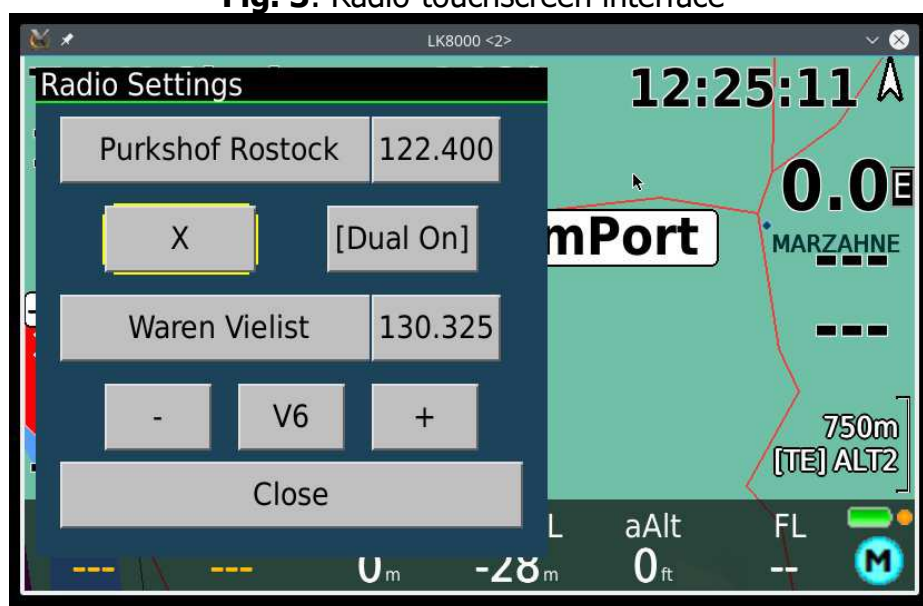 Fig. 3: Radio touchscreen interface
LK8000 <2>
Radio Settings
12:25:11
Purkshof Rostock 122.400
0.0 E
X [Dual On]
mPort
MARZAHNE
---
Waren Vielist 130.325
---
- V6 +
750m
[TE] ALT2
Close
L aAlt FL
--- --- 0m -28m 0ft --
M